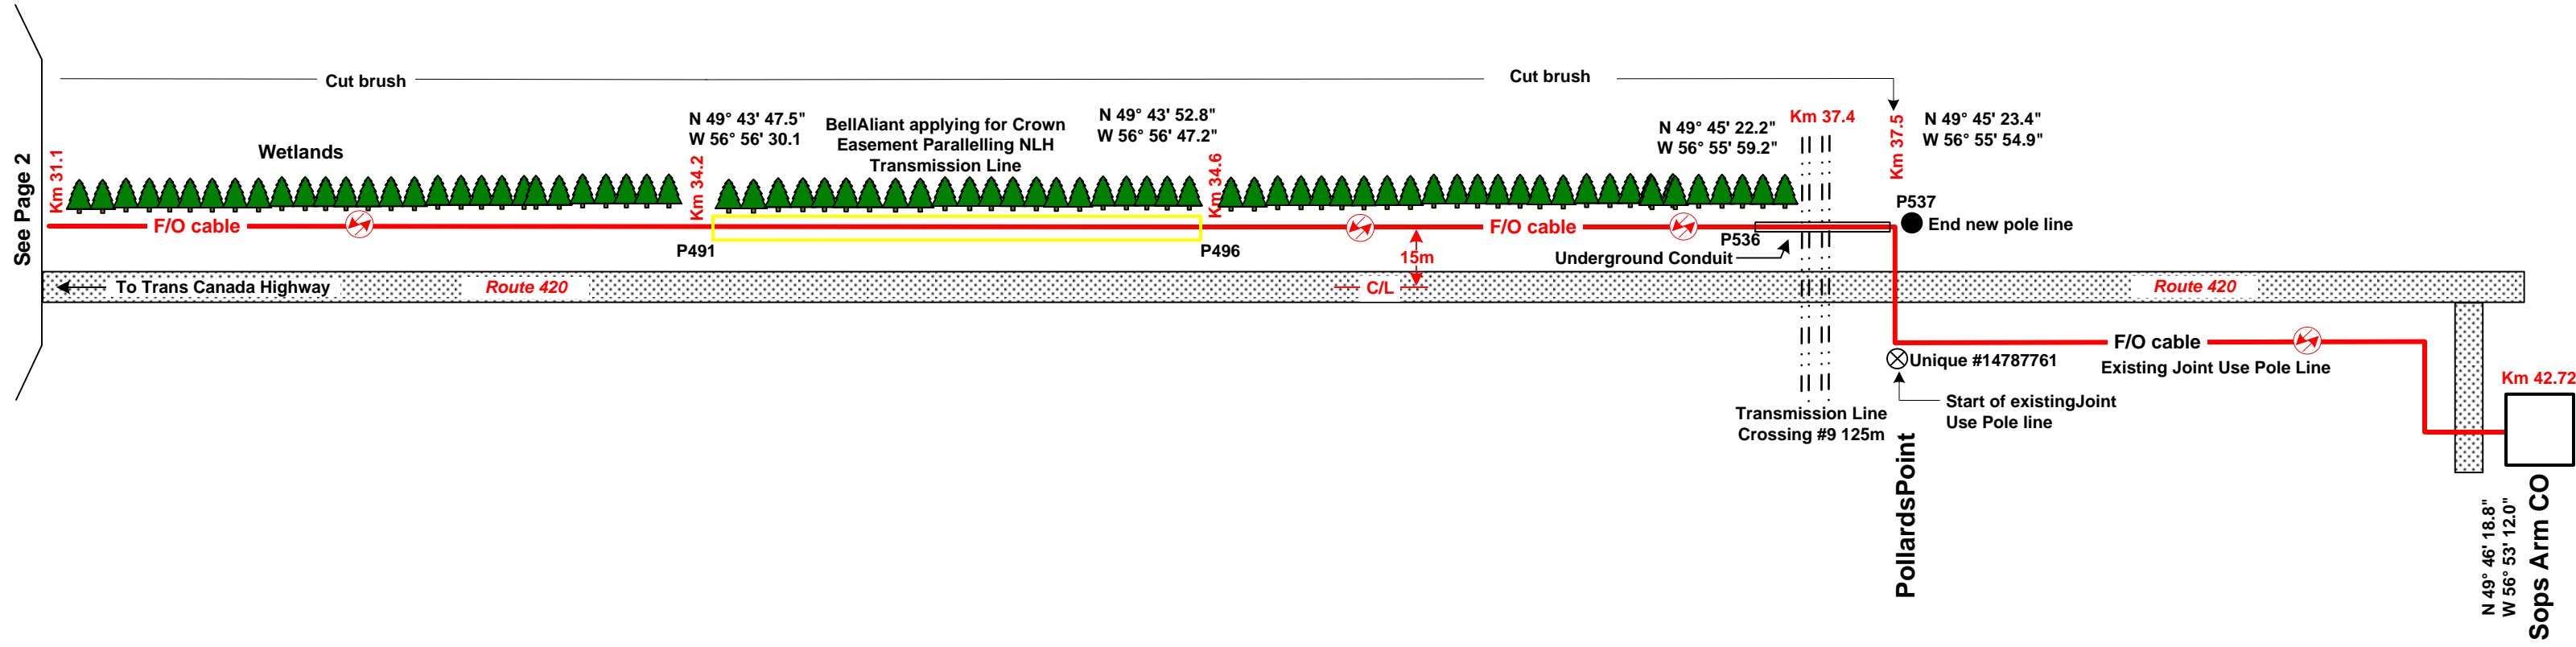 Cut brush
Cut brush
See Page 2
Km 31.1
Wetlands
N 49° 43' 47.5"
W 56° 56' 30.1
Km 34.2
BellAliant applying for Crown
Easement Parallelling NLH
Transmission Line
N 49° 43' 52.8"
W 56° 56' 47.2"
Km 34.6
N 49° 45' 22.2"
W 56° 55' 59.2"
Km 37.4
Km 37.5
N 49° 45' 23.4"
W 56° 55' 54.9"
F/O cable
P491
P496
F/O cable
15m
P536
Underground Conduit
P537
End new pole line
To Trans Canada Highway
Route 420
C/L
Route 420
F/O cable
Unique #14787761
Existing Joint Use Pole Line
Start of existingJoint
Use Pole line
Transmission Line
Crossing #9 125m
PollardsPoint
Km 42.72
N 49° 46' 18.8"
W 56° 53' 12.0"
Sops Arm CO